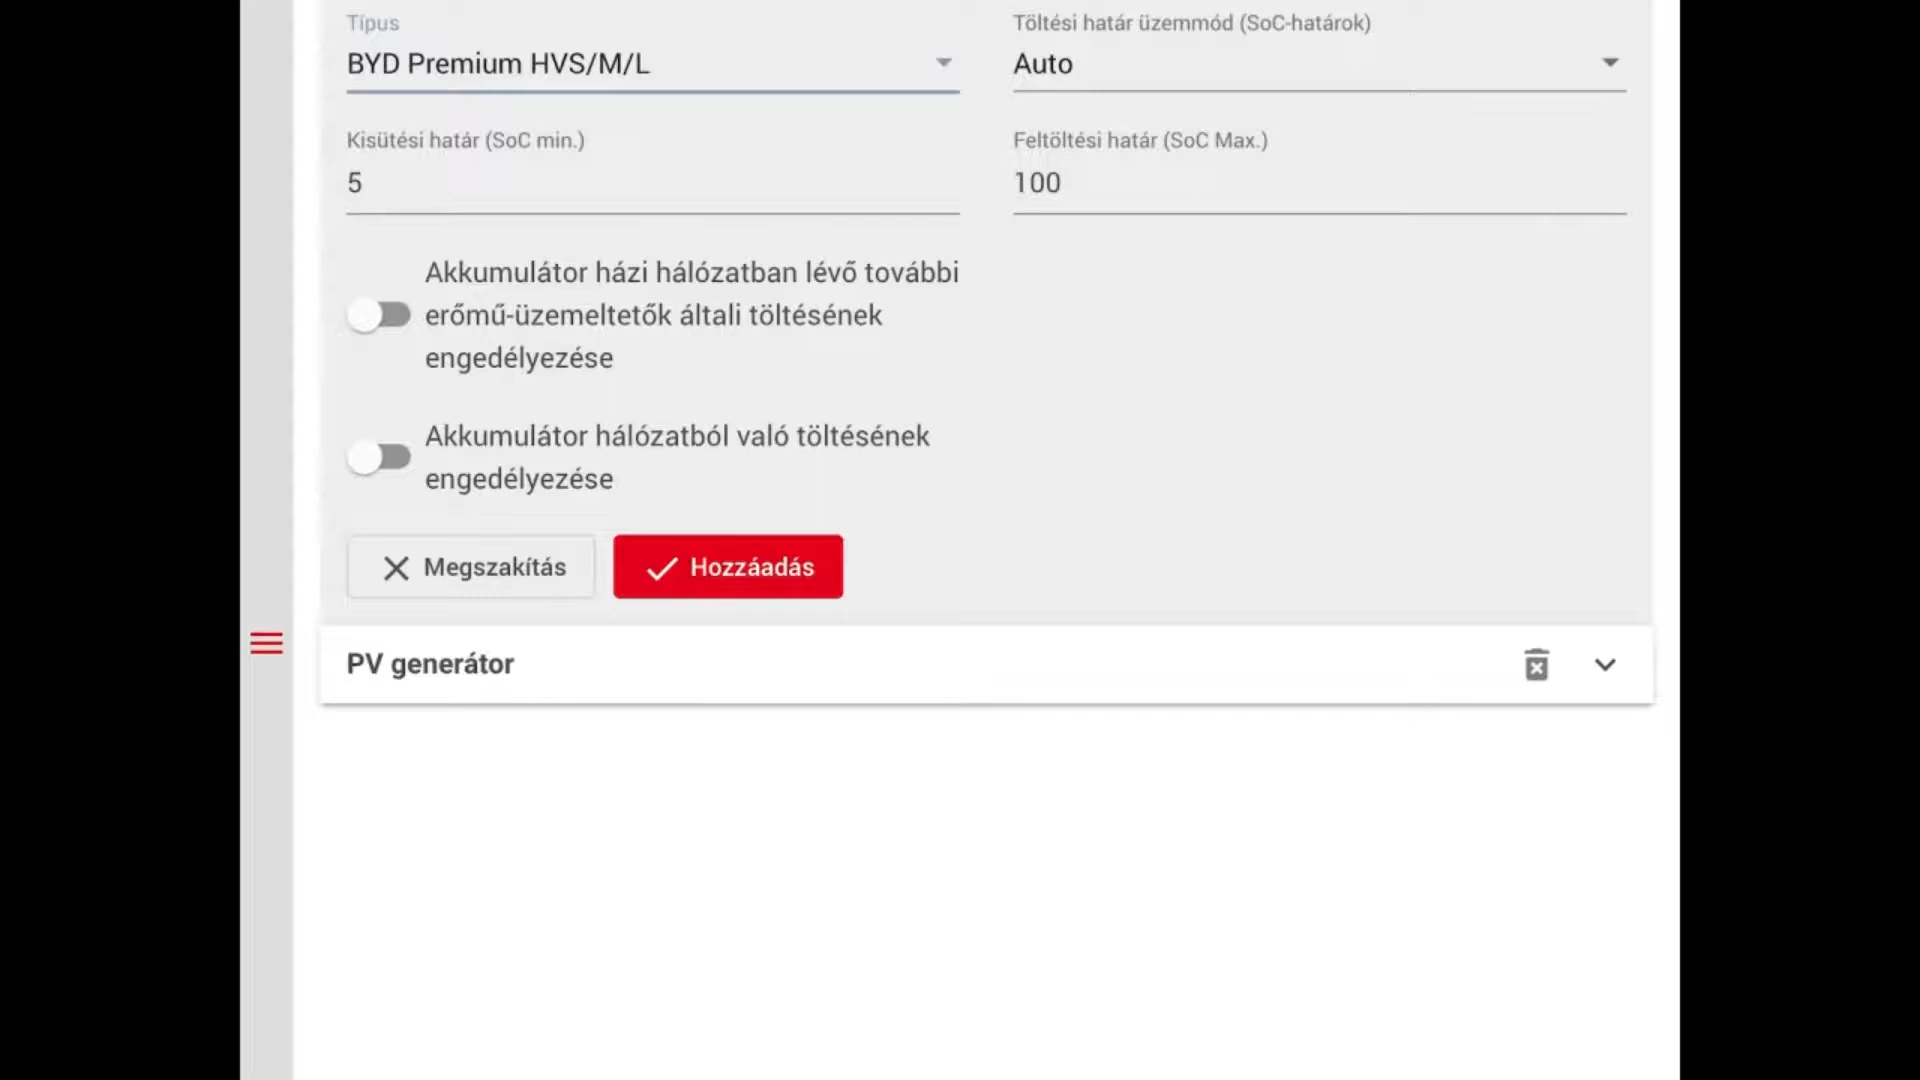 Típus
BYD Premium HVS/M/L
Töltési határ üzemmód (SoC-határok)
Auto
Kisütési határ (SoC min.)
5
Feltöltési határ (SoC Max.)
100
Akkumulátor házi hálózatban lévő további
erőmű-üzemeltetők általi töltésének
engedélyezése
Akkumulátor hálózatból való töltésének
engedélyezése
Megszakítás
Hozzáadás
PV generátor